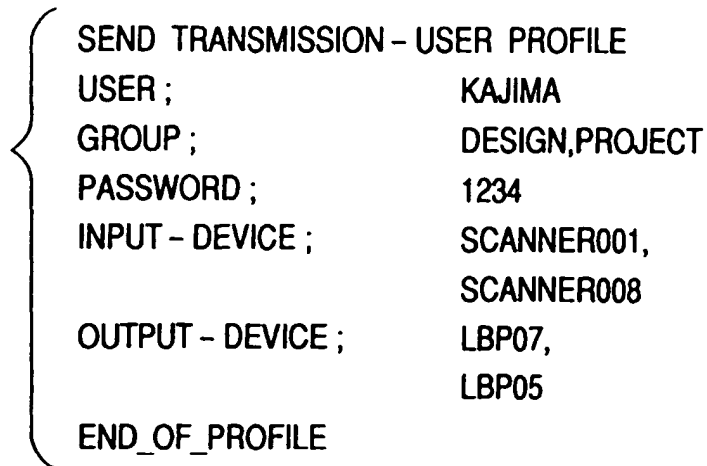 SEND TRANSMISSION – USER PROFILE
USER ; KAJIMA
GROUP ; DESIGN,PROJECT
PASSWORD ; 1234
INPUT – DEVICE ; SCANNER001,
SCANNER008
OUTPUT – DEVICE ; LBP07,
LBP05
END_OF_PROFILE